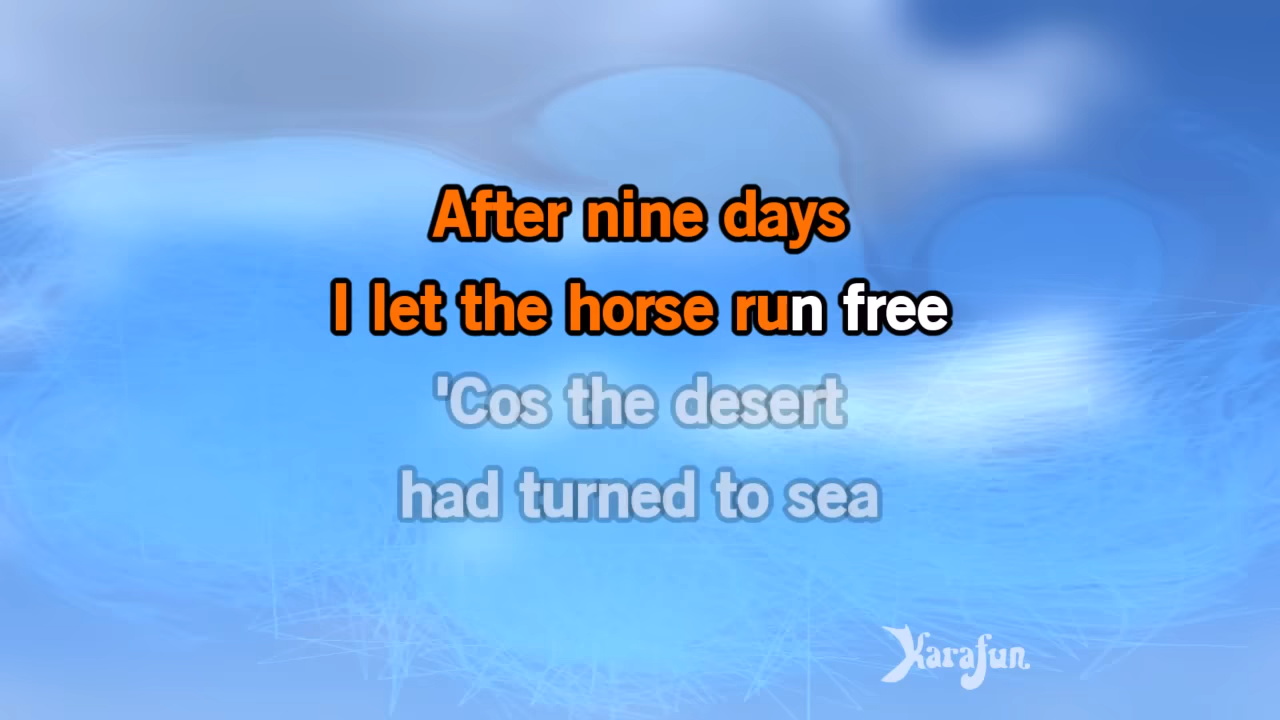 After nine days
I let the horse run free
'Cos the desert
had turned to sea
Karafun